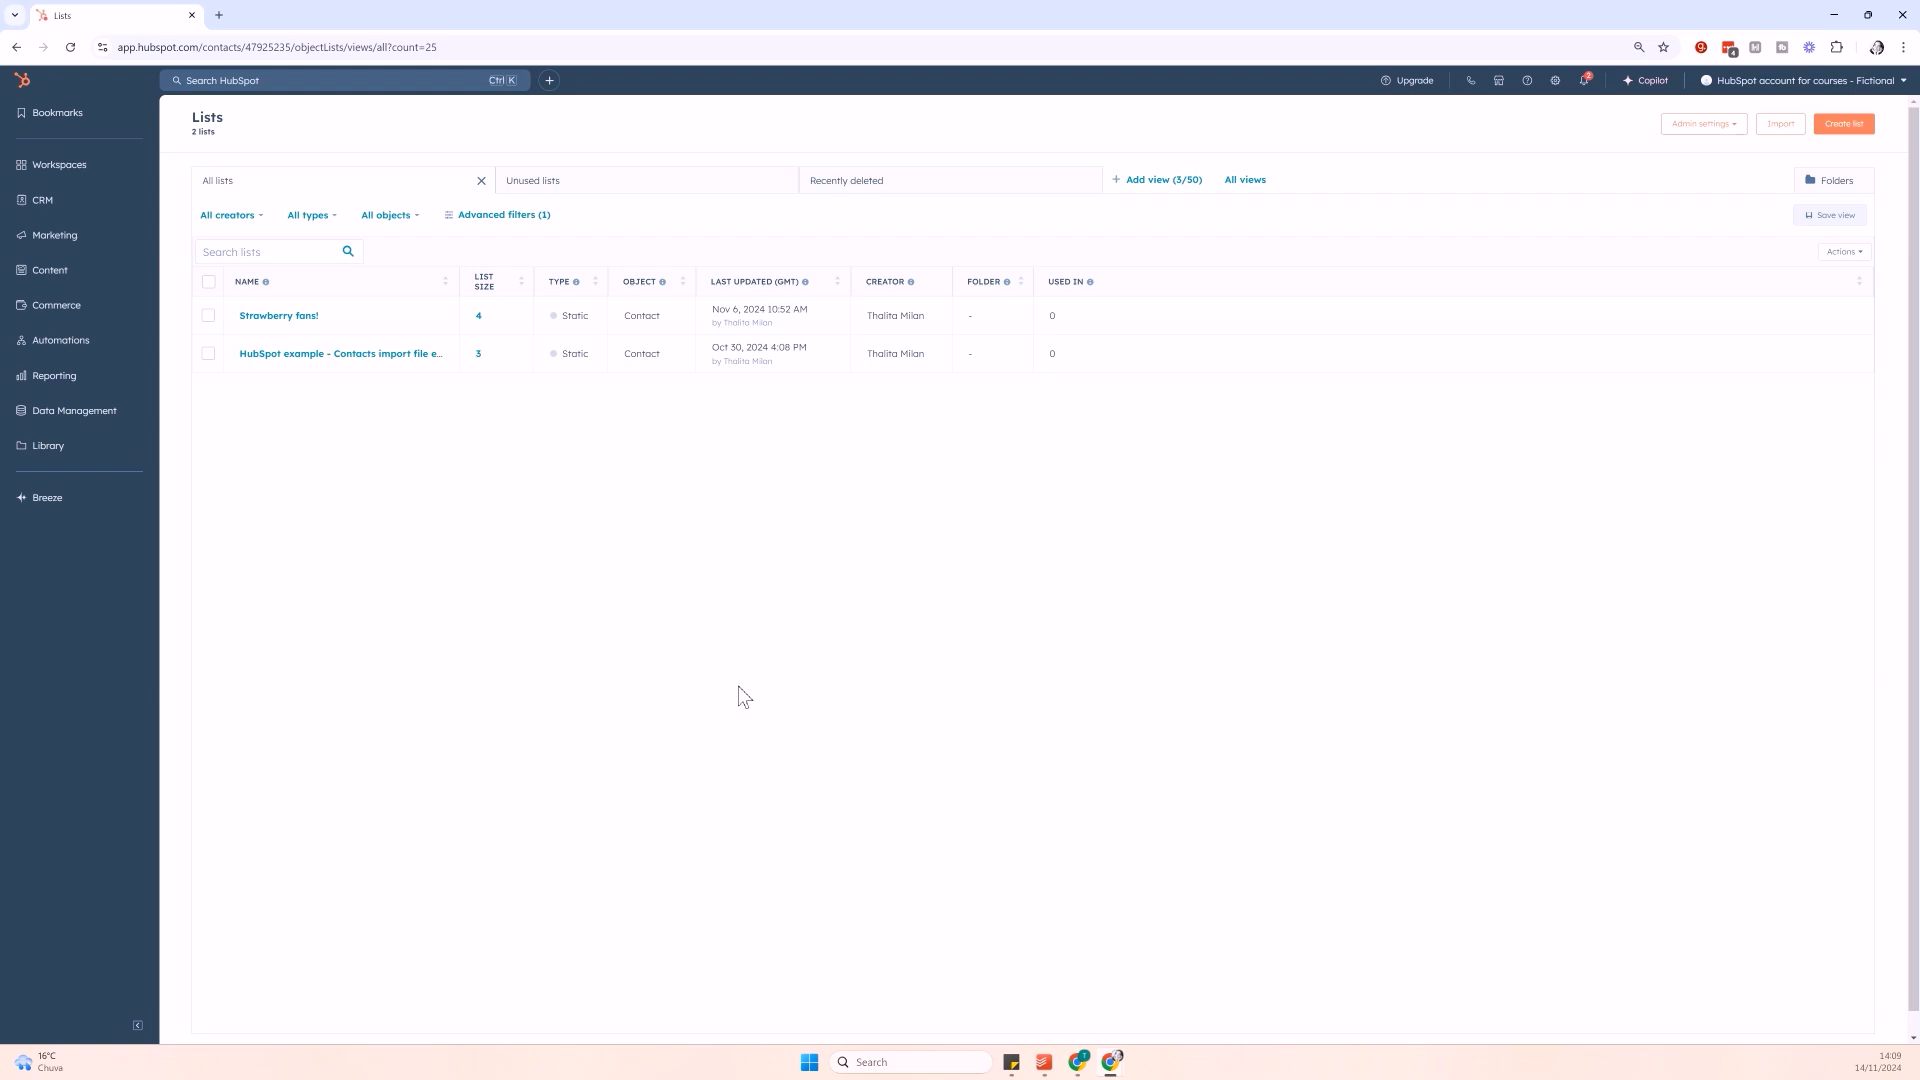 Lists
app.hubspot.com/contacts/47925235/objectLists/views/all?count=25
4
Search HubSpot
Ctrl K
Upgrade
2
Copilot
HubSpot account for courses - Fictional
Bookmarks
Workspaces
CRM
Marketing
Content
Commerce
Automations
Reporting
Data Management
Library
Breeze
Lists
2 lists
Admin settings
Import
Create list
All lists
Unused lists
Recently deleted
+ Add view (3/50)
All views
Folders
All creators
All types
All objects
Advanced filters (1)
Save view
Search lists
Actions
NAME
LIST
SIZE
TYPE
OBJECT
LAST UPDATED (GMT)
CREATOR
FOLDER
USED IN
Strawberry fans!
4
Static
Contact
Nov 6, 2024 10:52 AM
by Thalita Milan
Thalita Milan
-
0
HubSpot example - Contacts import file e...
3
Static
Contact
Oct 30, 2024 4:08 PM
by Thalita Milan
Thalita Milan
-
0
16°C
Chuva
Search
T
14:09
14/11/2024